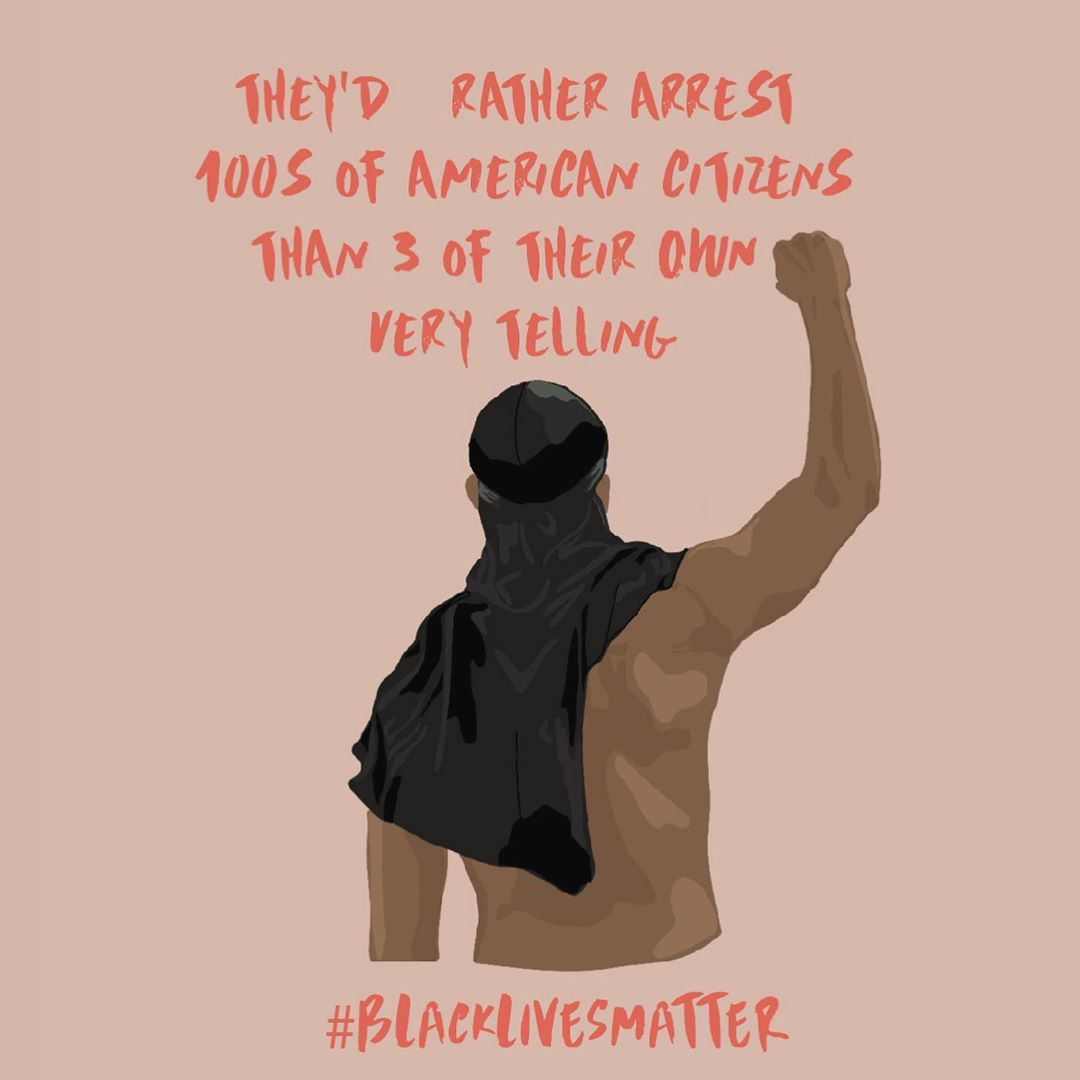 THEY'D RATHER ARREST
100S OF AMERICAN CITIZENS
THAN 3 OF THEIR OWN
VERY TELLING
#BLACKLIVESMATTER